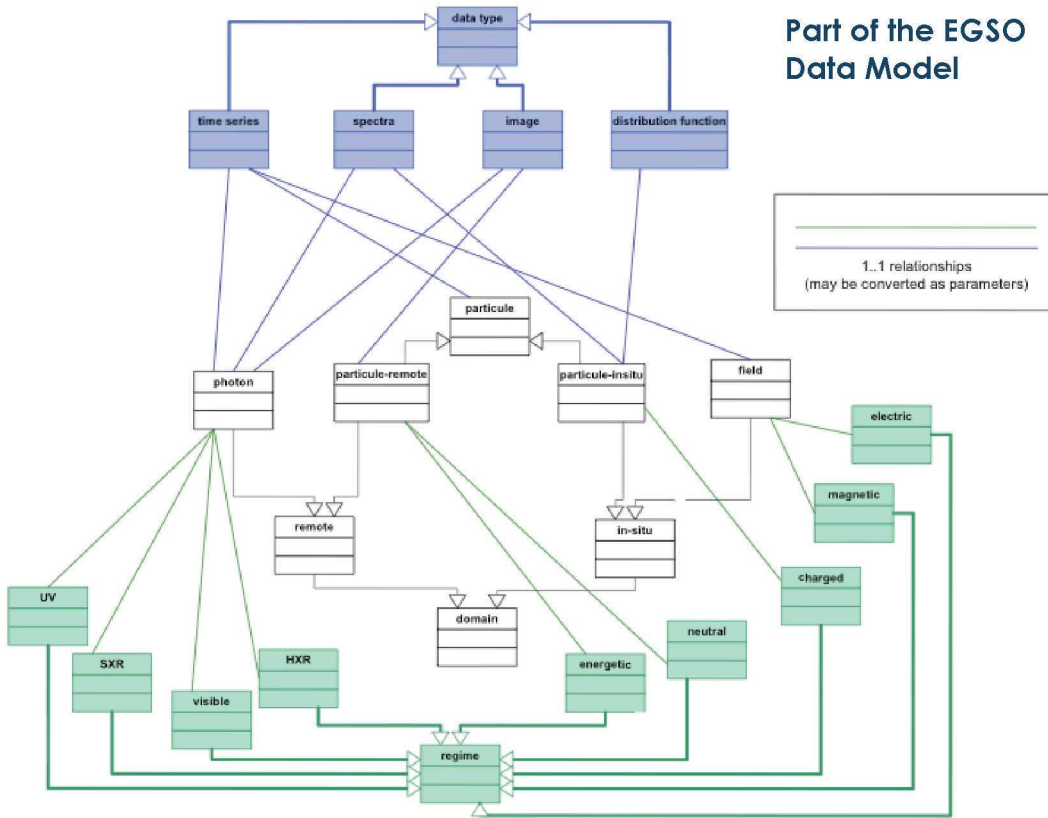 Part of the EGSO
Data Model
data type
time series
spectra
image
distribution function
1..1 relationships
(may be converted as parameters)
particule
photon
particule-remote
particule-insitu
field
electric
magnetic
remote
in-situ
charged
UV
domain
neutral
SXR
HXR
energetic
visible
regime